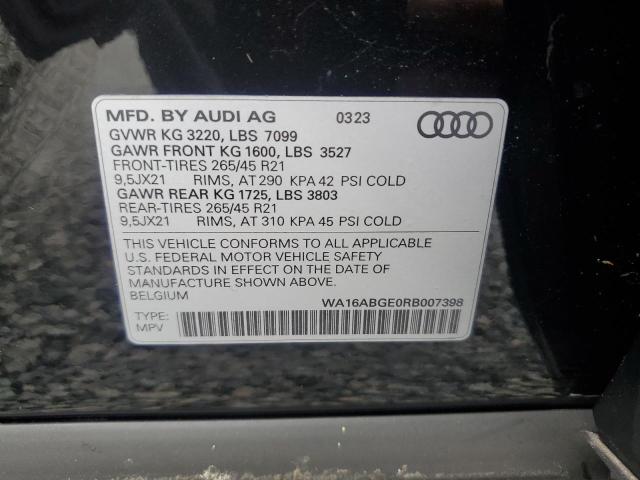 MFD. BY AUDI AG 0323
GVWR KG 3220, LBS 7099
GAWR FRONT KG 1600, LBS 3527
FRONT-TIRES 265/45 R21
9,5JX21 RIMS, AT 290 KPA 42 PSI COLD
GAWR REAR KG 1725, LBS 3803
REAR-TIRES 265/45 R21
9,5JX21 RIMS, AT 310 KPA 45 PSI COLD
THIS VEHICLE CONFORMS TO ALL APPLICABLE
U.S. FEDERAL MOTOR VEHICLE SAFETY
STANDARDS IN EFFECT ON THE DATE OF
MANUFACTURE SHOWN ABOVE.
BELGIUM WA16ABGE0RB007398
TYPE:
MPV